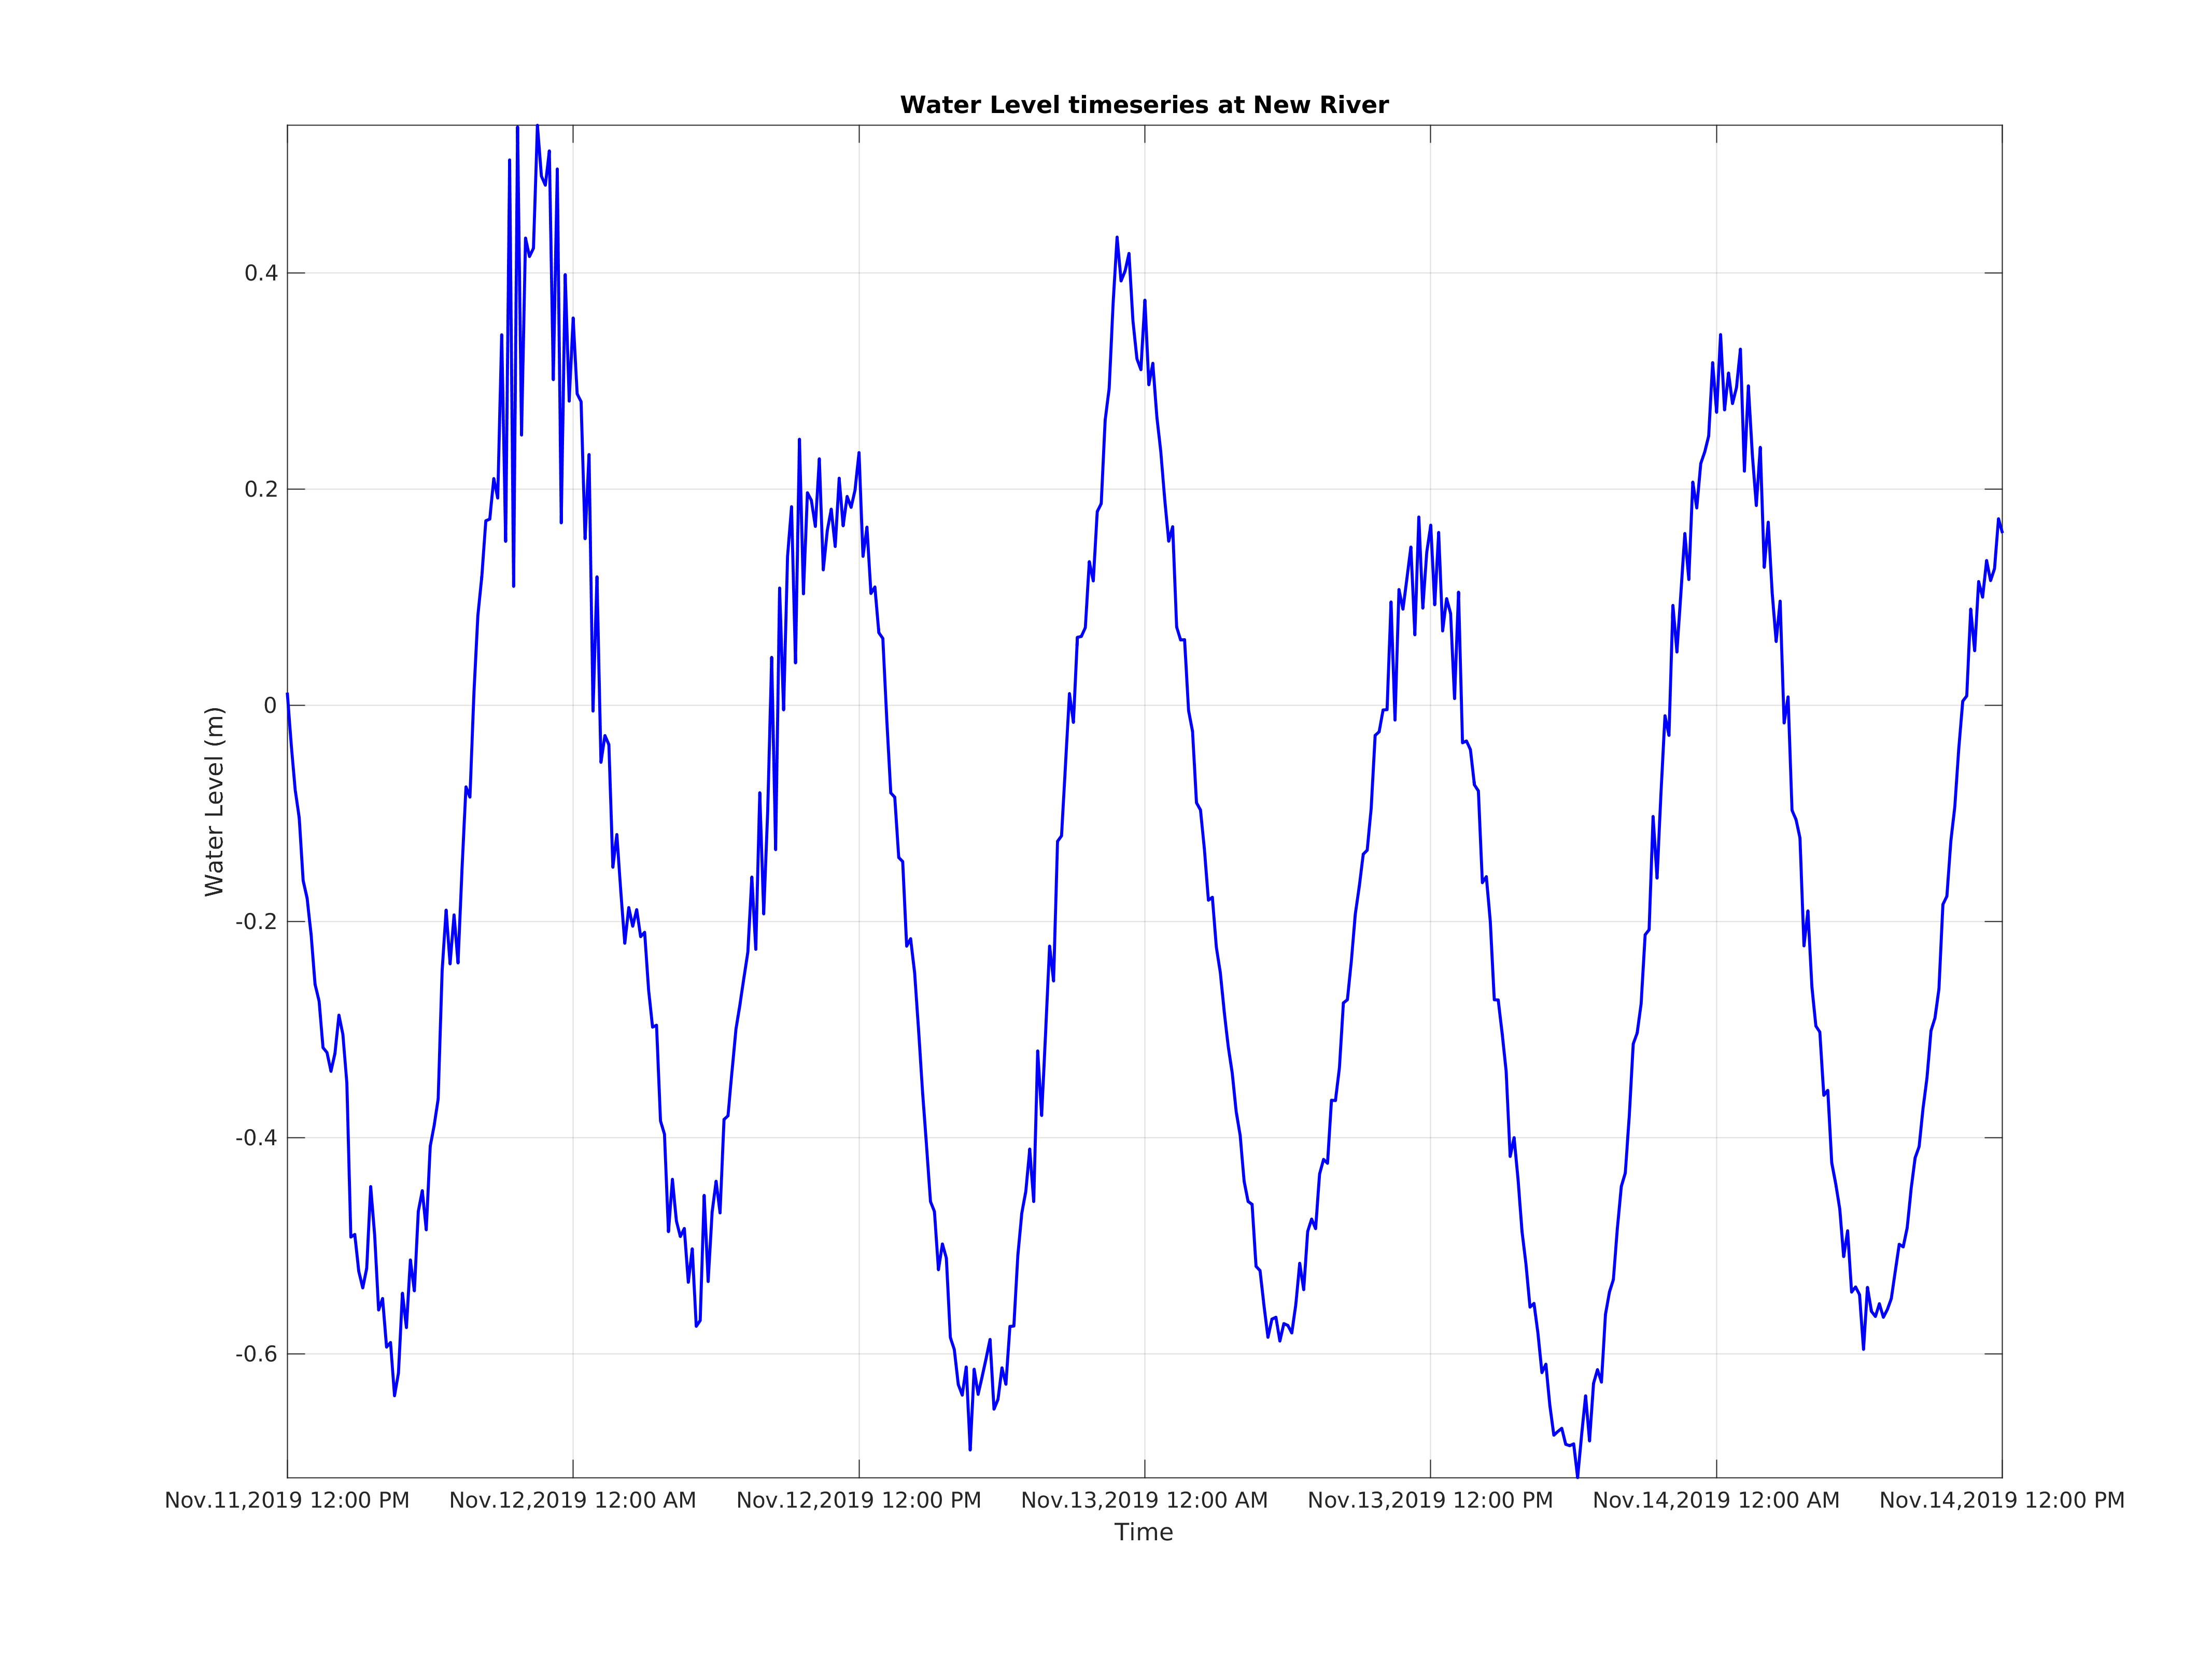 Water Level timeseries at New River
Water Level (m)
0.4
0.2
0
-0.2
-0.4
-0.6
Nov.11,2019 12:00 PM
Nov.12,2019 12:00 AM
Nov.12,2019 12:00 PM
Nov.13,2019 12:00 AM
Nov.13,2019 12:00 PM
Nov.14,2019 12:00 AM
Nov.14,2019 12:00 PM
Time